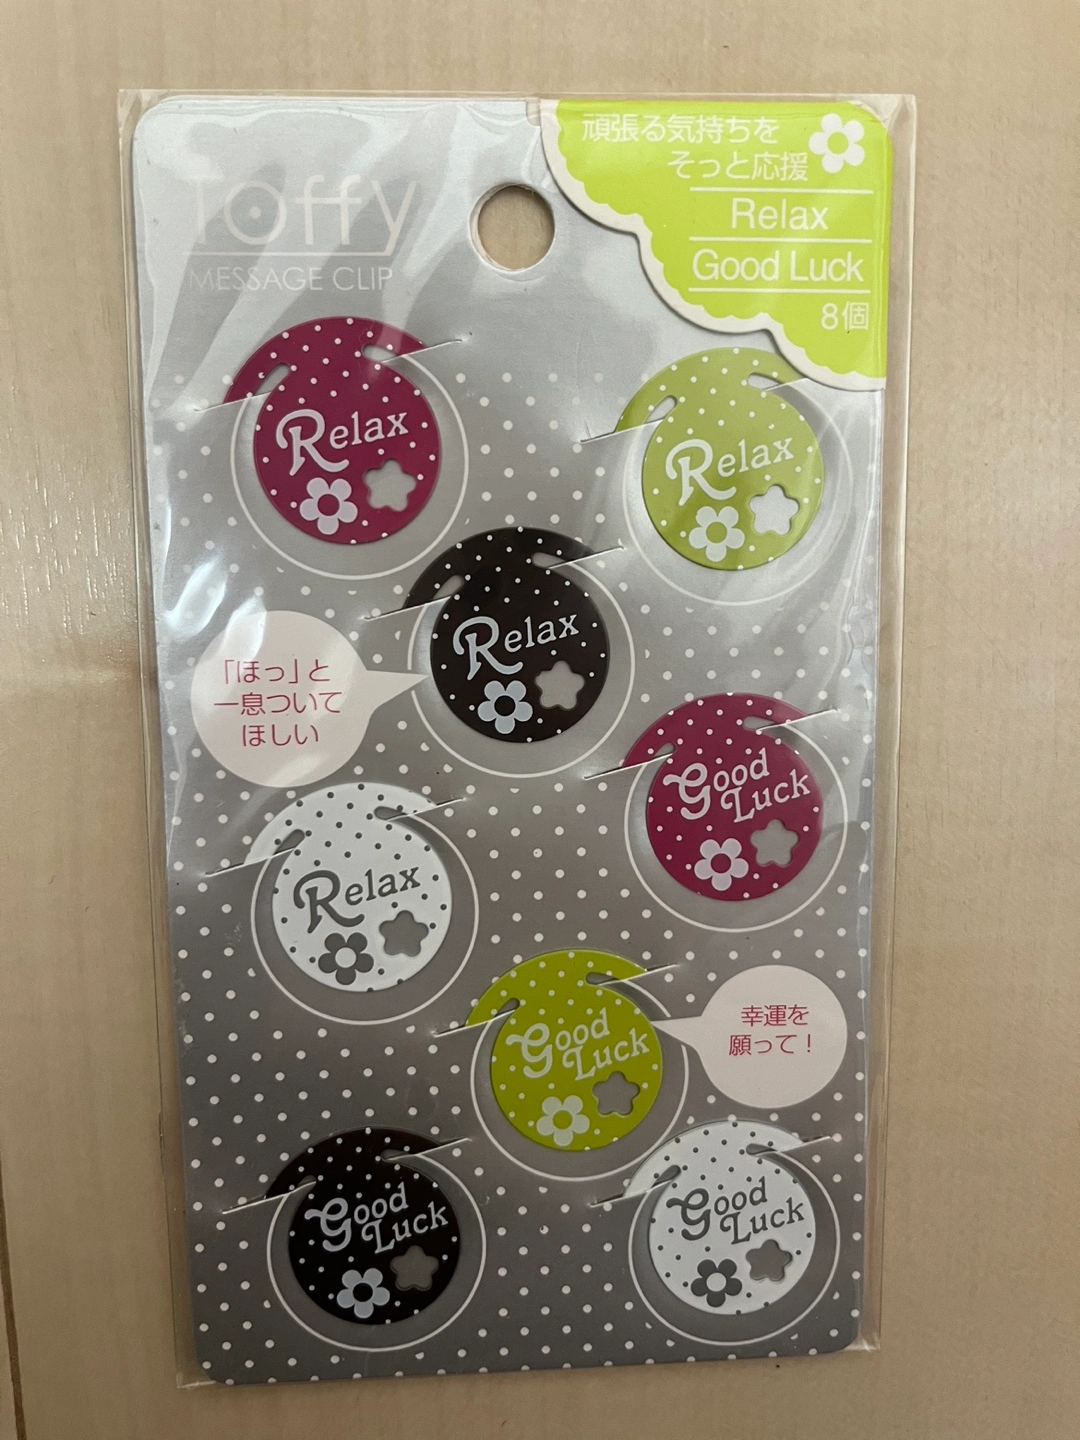 Toffy
MESSAGE CLIP
頑張る気持ちを
そっと応援
Relax
Good Luck
8個
Relax
Relax
Relax
「ほっ」と
一息ついて
ほしい
Good
Luck
Relax
Good
Luck
幸運を
願って!
Good
Luck
Good
Luck